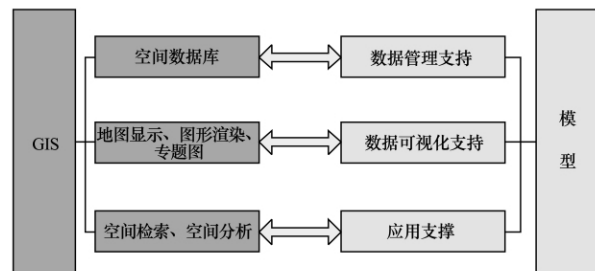 GIS
空间数据库
数据管理支持
地图显示、图形渲染、
专题图
数据可视化支持
空间检索、空间分析
应用支撑
模
型